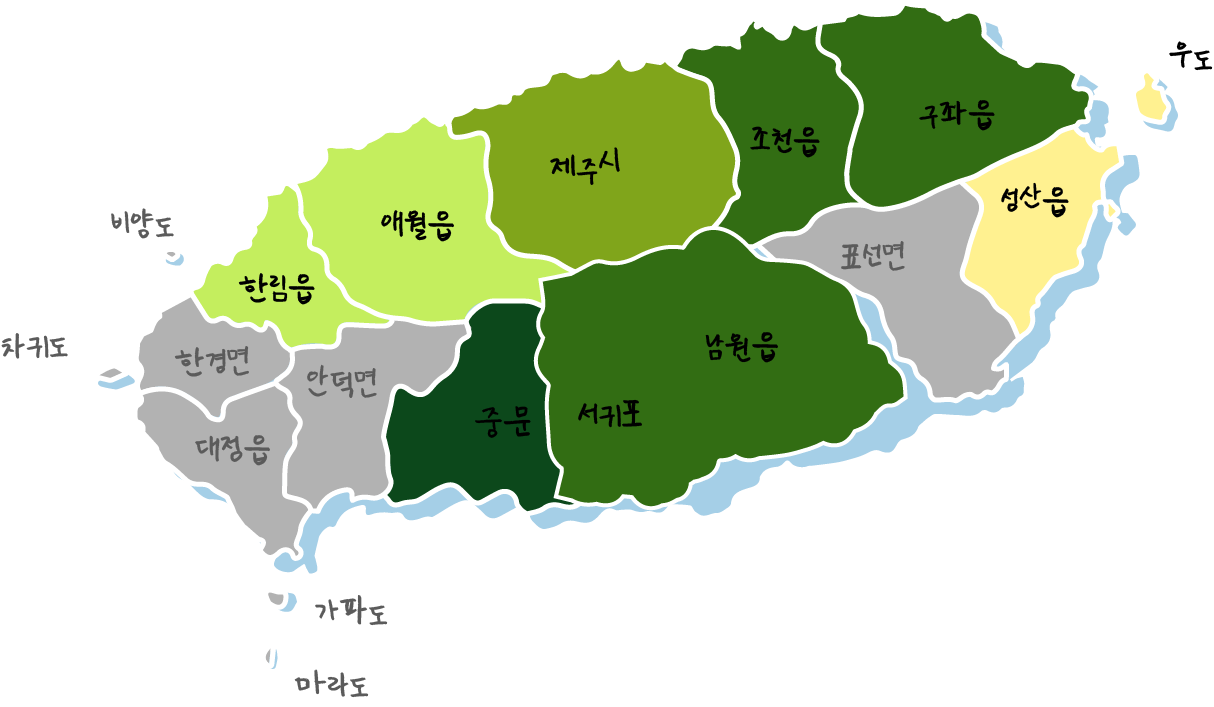 우도
구좌읍
조천읍
제주시
성산읍
애월읍
비양도
표선면
한림읍
차귀도
한경면
남원읍
안덕면
서귀포
중문
대정읍
가파도
마라도